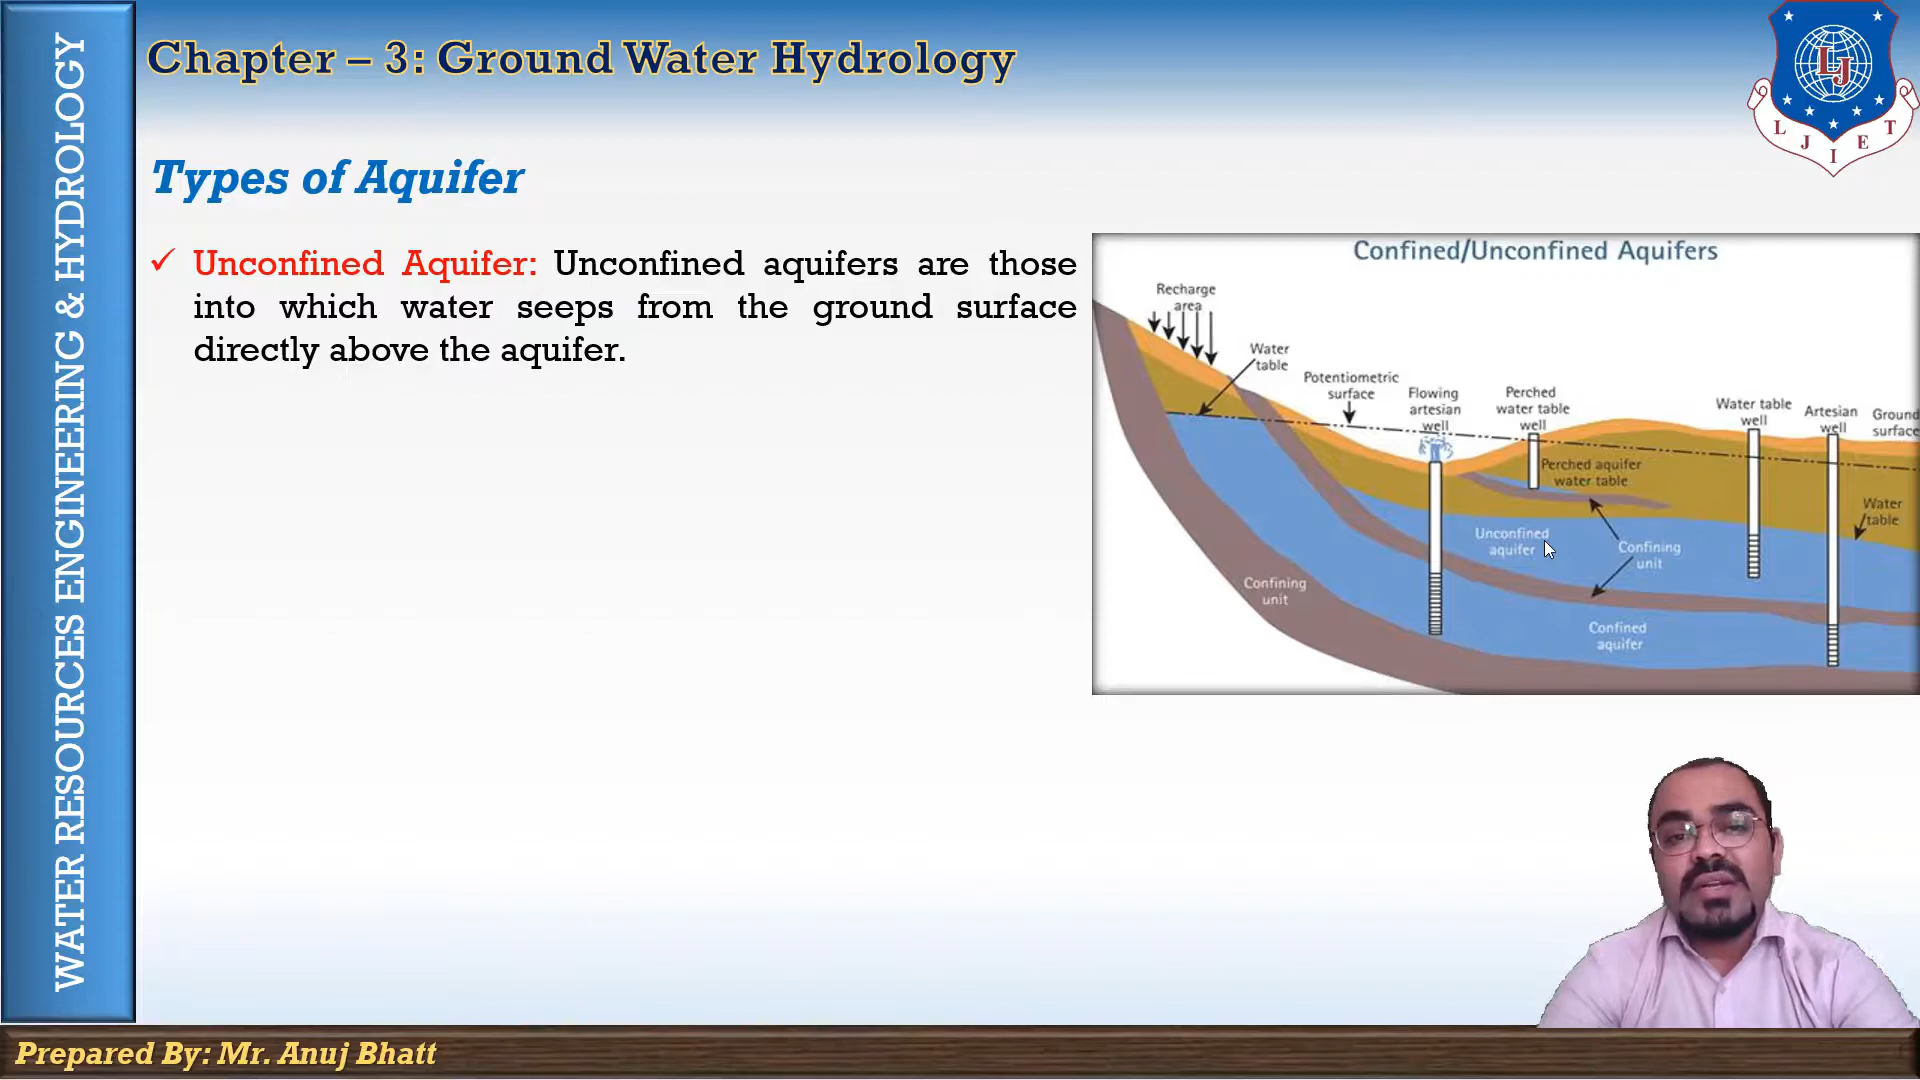 WATER RESOURCES ENGINEERING & HYDROLOGY
Chapter – 3: Ground Water Hydrology
LJ
L J I E T
Types of Aquifer
✓ Unconfined Aquifer: Unconfined aquifers are those
into which water seeps from the ground surface
directly above the aquifer.
Confined/Unconfined Aquifers
Recharge
area
Water
table
Potentiometric
surface
Flowing
artesian
well
Perched
water table
well
Water table
well
Artesian
well
Ground
surface
Perched aquifer
water table
Water
table
Unconfined
aquifer
Confining
unit
Confining
unit
Confined
aquifer
Prepared By: Mr. Anuj Bhatt